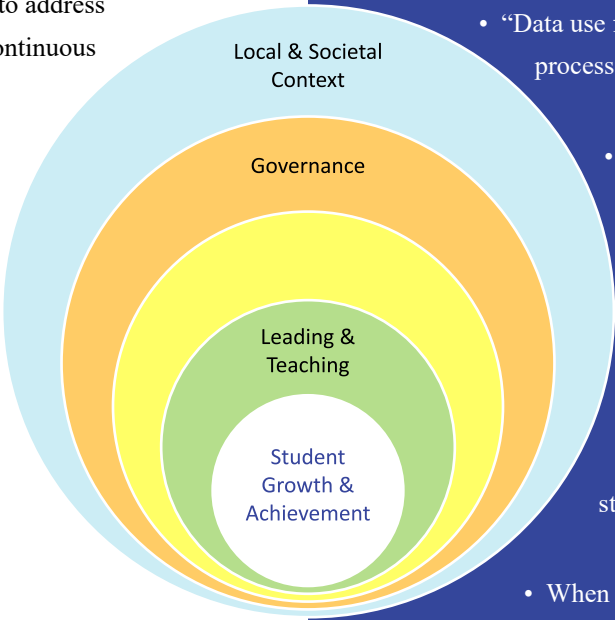 to address
ontinuous
Local & Societal
Context
Governance
Leading &
Teaching
Student
Growth &
Achievement
• “Data use
process
•
st
• When